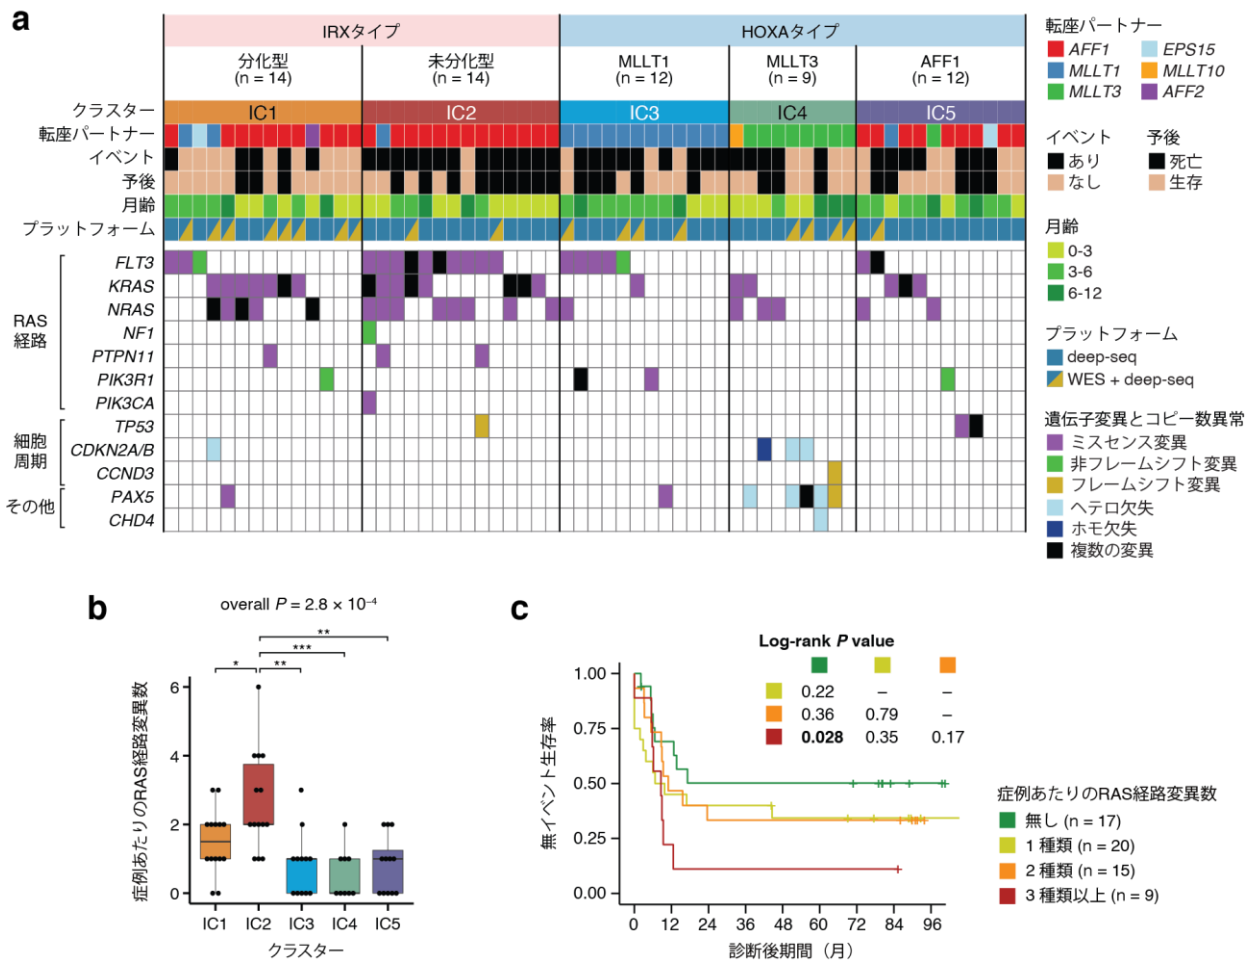 a
IRXタイプ
HOXAタイプ
分化型
(n = 14)
未分化型
(n = 14)
MLLT1
(n = 12)
MLLT3
(n = 9)
AFF1
(n = 12)
クラスター
IC1
IC2
IC3
IC4
IC5
転座パートナー
イベント
予後
月齢
プラットフォーム
RAS
経路
FLT3
KRAS
NRAS
NF1
PTPN11
PIK3R1
PIK3CA
細胞
周期
TP53
CDKN2A/B
CCND3
その他
PAX5
CHD4
転座パートナー
AFF1
EPS15
MLLT1
MLLT10
MLLT3
AFF2
イベント
あり
なし
予後
死亡
生存
月齢
0-3
3-6
6-12
プラットフォーム
deep-seq
WES + deep-seq
遺伝子変異とコピー数異常
ミスセンス変異
非フレームシフト変異
フレームシフト変異
ヘテロ欠失
ホモ欠失
複数の変異
b
overall P = 2.8 × 10⁻⁴
**
***
*
**
症例あたりのRAS経路変異数
6
4
2
0
IC1
IC2
IC3
IC4
IC5
クラスター
c
Log-rank P value
0.22
–
–
0.36
0.79
–
0.028
0.35
0.17
無イベント生存率
1.00
0.75
0.50
0.25
0.00
0
12
24
36
48
60
72
84
96
診断後期間（月）
症例あたりのRAS経路変異数
無し (n = 17)
1 種類 (n = 20)
2 種類 (n = 15)
3 種類以上 (n = 9)